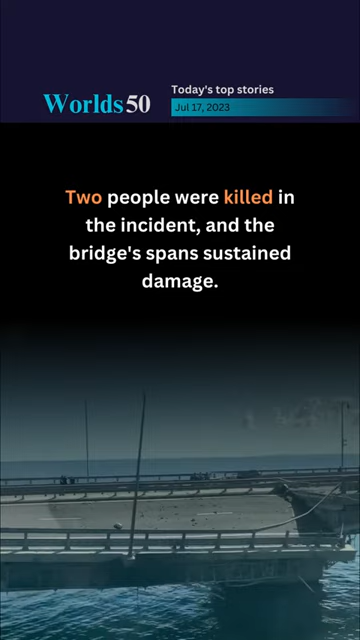 Today's top stories
Worlds50
Jul 17, 2023
Two people were killed in
the incident, and the
bridge's spans sustained
damage.